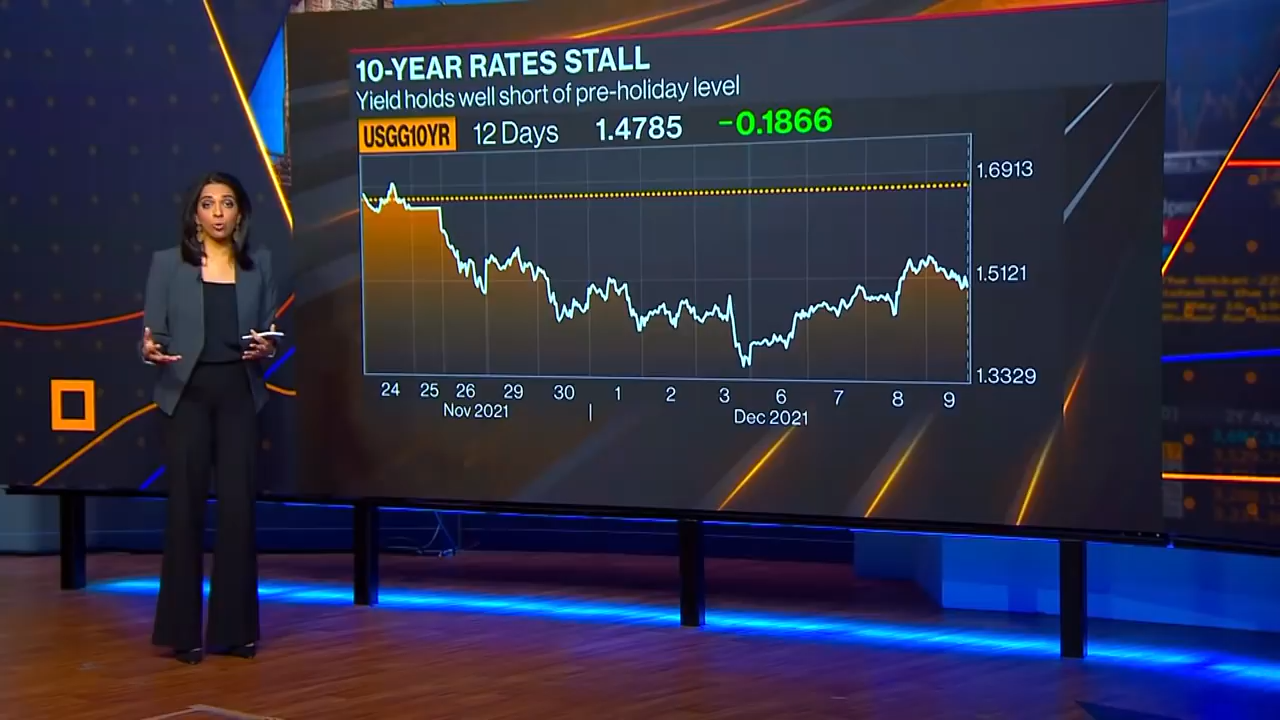 10-YEAR RATES STALL
Yield holds well short of pre-holiday level
USGG10YR 12 Days 1.4785 -0.1866
1.6913
1.5121
1.3329
24 25 26 29 30 1 2 3 6 7 8 9
Nov 2021 | Dec 2021